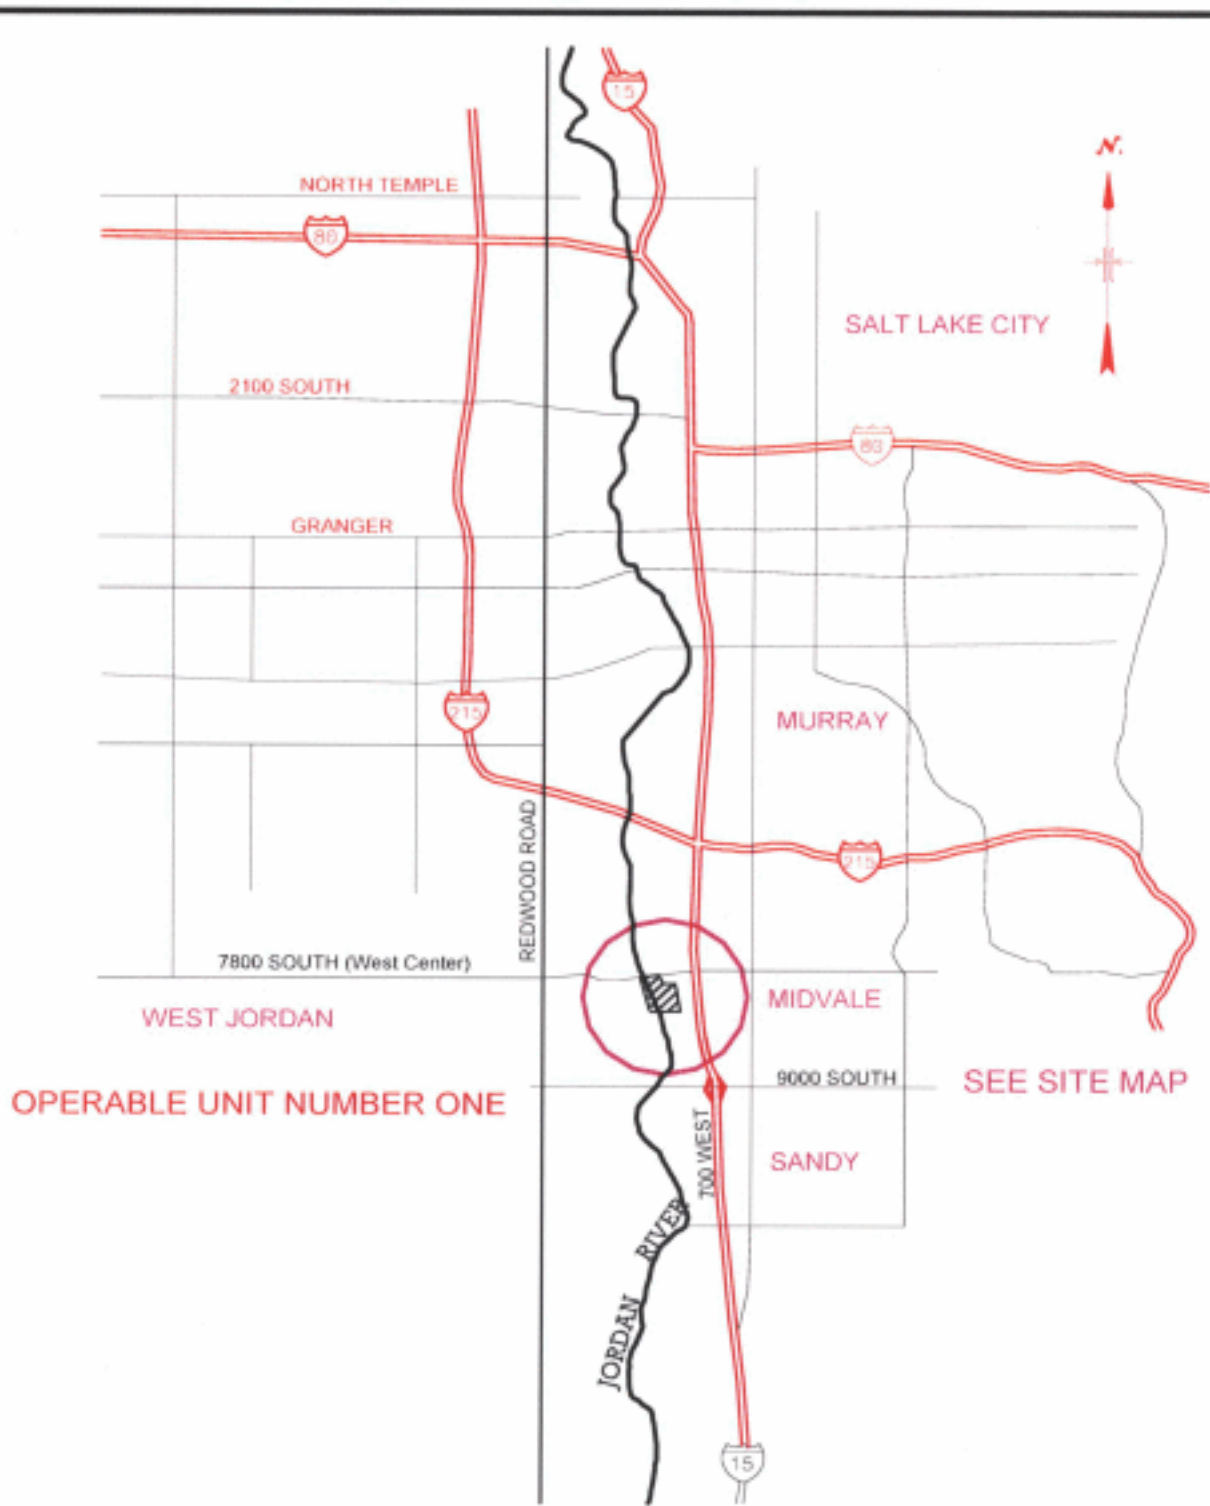 15
N.
NORTH TEMPLE
80
SALT LAKE CITY
2100 SOUTH
80
GRANGER
215
MURRAY
REDWOOD ROAD
215
7800 SOUTH (West Center)
WEST JORDAN
MIDVALE
9000 SOUTH
SEE SITE MAP
OPERABLE UNIT NUMBER ONE
700 WEST
SANDY
JORDAN RIVER
15